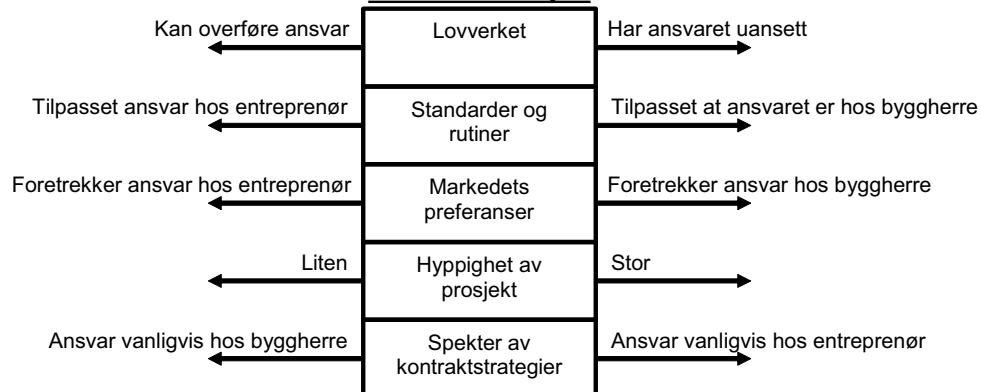 Kan overføre ansvar
Lovverket
Har ansvaret uansett
Tilpasset ansvar hos entreprenør
Standarder og
rutiner
Tilpasset at ansvaret er hos byggherre
Foretrekker ansvar hos entreprenør
Markedets
preferanser
Foretrekker ansvar hos byggherre
Liten
Hyppighet av
prosjekt
Stor
Ansvar vanligvis hos byggherre
Spekter av
kontraktstrategier
Ansvar vanligvis hos entreprenør